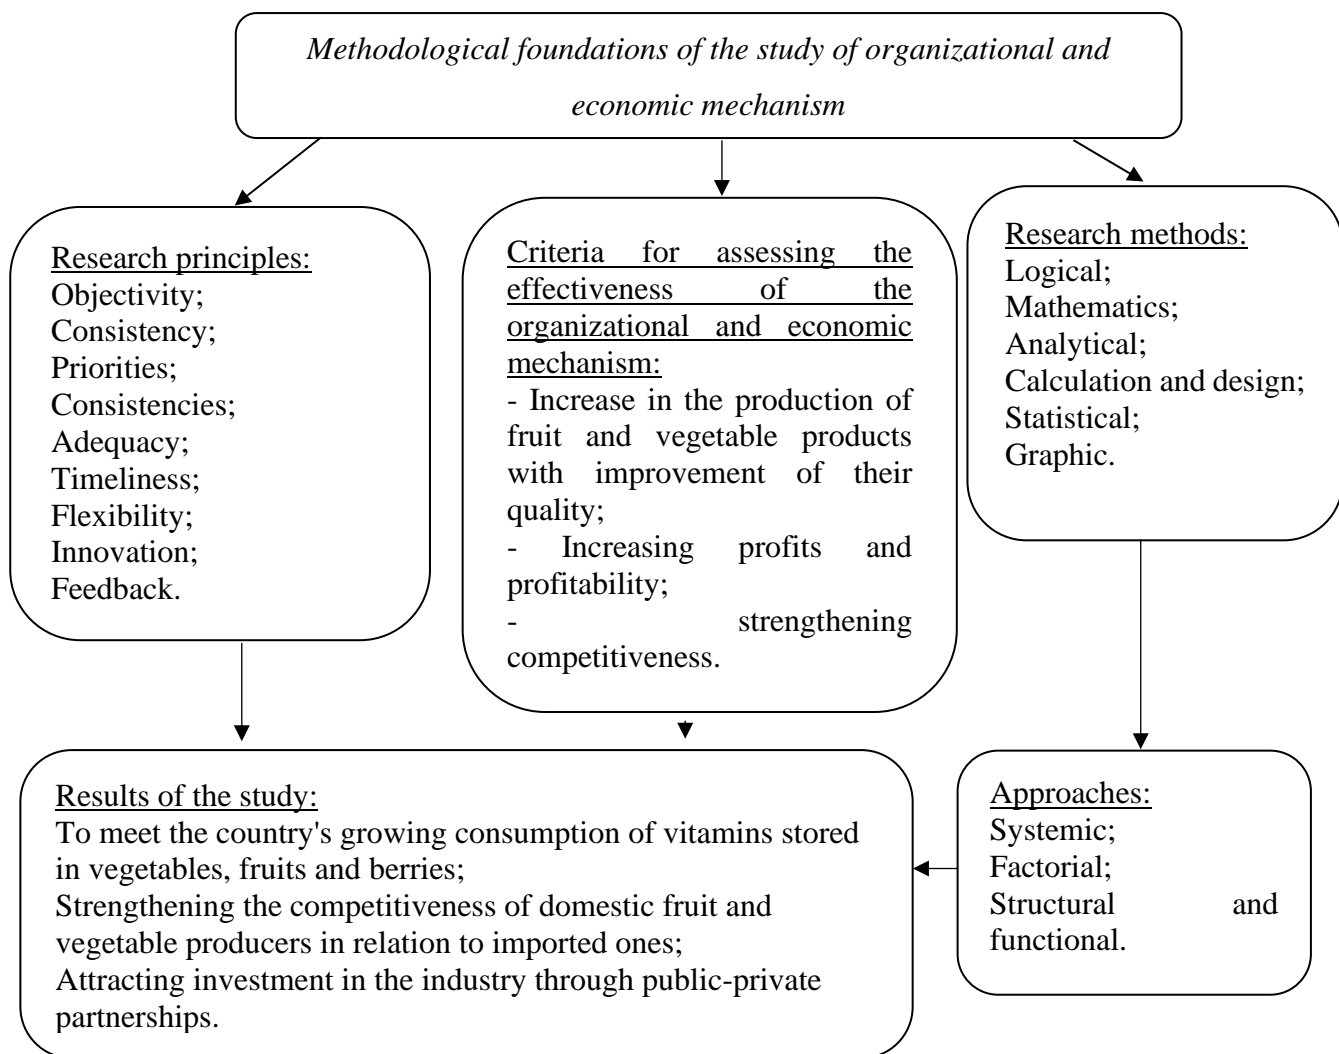 Methodological foundations of the study of organizational and
economic mechanism
Research principles:
Objectivity;
Consistency;
Priorities;
Consistencies;
Adequacy;
Timeliness;
Flexibility;
Innovation;
Feedback.
Criteria for assessing the
effectiveness of the
organizational and economic
mechanism:
- Increase in the production of
fruit and vegetable products
with improvement of their
quality;
- Increasing profits and
profitability;
- strengthening
competitiveness.
Research methods:
Logical;
Mathematics;
Analytical;
Calculation and design;
Statistical;
Graphic.
Results of the study:
To meet the country's growing consumption of vitamins stored
in vegetables, fruits and berries;
Strengthening the competitiveness of domestic fruit and
vegetable producers in relation to imported ones;
Attracting investment in the industry through public-private
partnerships.
Approaches:
Systemic;
Factorial;
Structural and
functional.